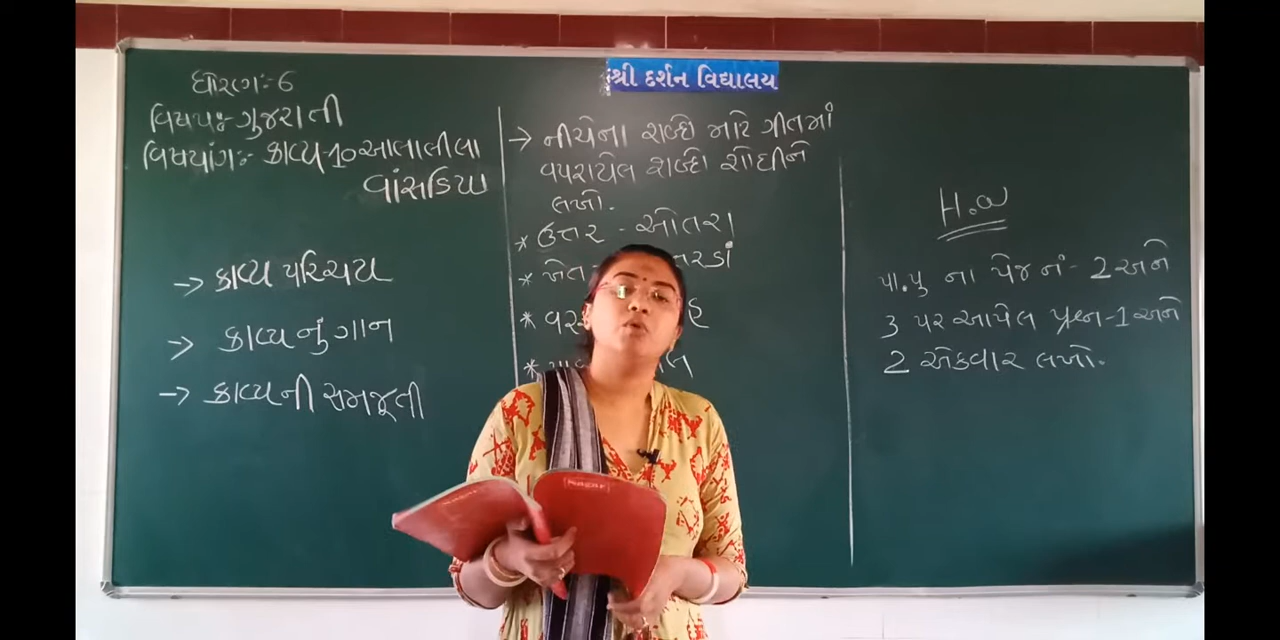 શ્રી દર્શન વિદ્યાલય
ધોરણ:- 6
વિષય:- ગુજરાતી
વિષયાંગ:- કાવ્ય-10 આલાલીલા
વાંસડિયા
→ કાવ્ય પરિચય
→ કાવ્યનું ગાન
→ કાવ્યની સમજૂતી
→ નીચેના શબ્દો માટે ગીતમાં
વપરાયેલ શબ્દો શોધીને
લખો.
* ઉત્તર - ઓતરા
* ખેત
*
*
H.W
પા.પુ ના પેજ નં- 2 અને
3 પર આપેલ પ્રશ્ન-1 અને
2 એકવાર લખો.